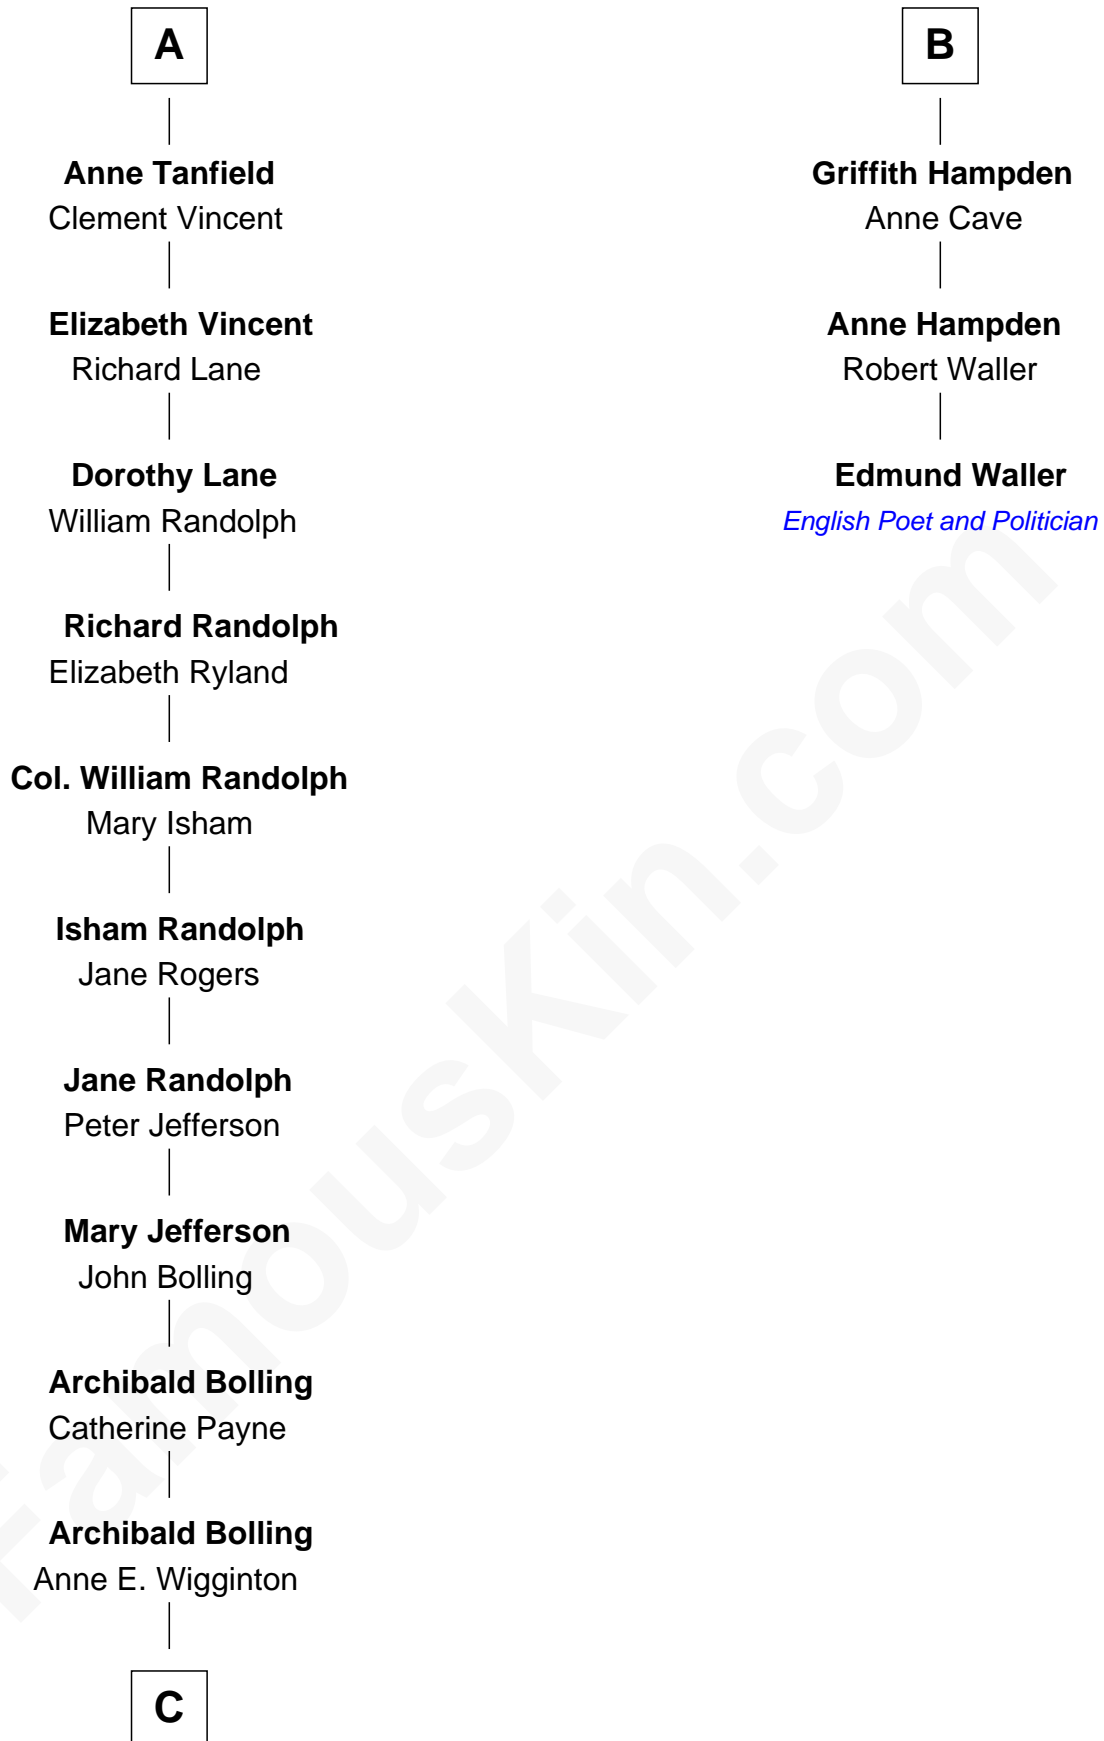 A
Anne Tanfield
Clement Vincent
Elizabeth Vincent
Richard Lane
Dorothy Lane
William Randolph
Richard Randolph
Elizabeth Ryland
Col. William Randolph
Mary Isham
Isham Randolph
Jane Rogers
Jane Randolph
Peter Jefferson
Mary Jefferson
John Bolling
Archibald Bolling
Catherine Payne
Archibald Bolling
Anne E. Wigginton
C
B
Griffith Hampden
Anne Cave
Anne Hampden
Robert Waller
Edmund Waller
English Poet and Politician
FamousKin.com